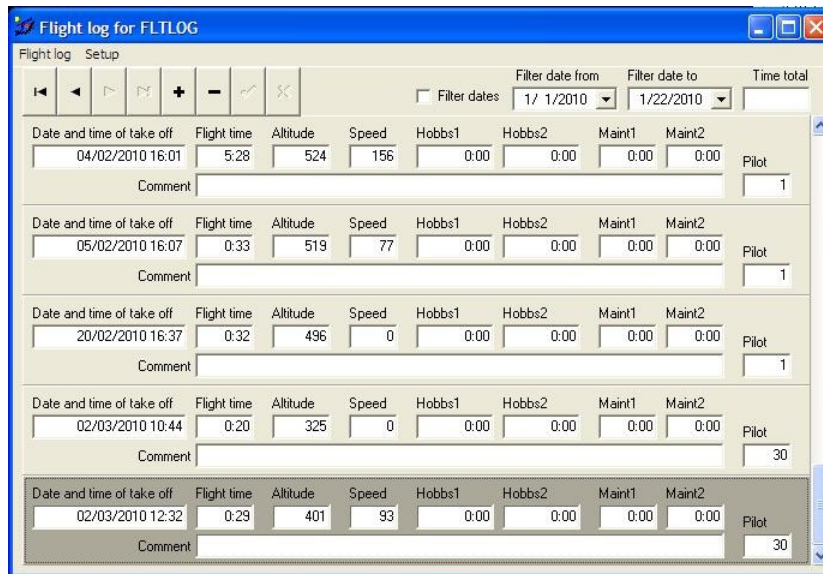 Flight log for FLTLOG
Flight log Setup
Filter date from Filter date to Time total
Filter dates 1/ 1/2010 1/22/2010
Date and time of take off Flight time Altitude Speed Hobbs1 Hobbs2 Maint1 Maint2
04/02/2010 16:01 5:28 524 156 0:00 0:00 0:00 0:00 Pilot
Comment 1
Date and time of take off Flight time Altitude Speed Hobbs1 Hobbs2 Maint1 Maint2
05/02/2010 16:07 0:33 519 77 0:00 0:00 0:00 0:00 Pilot
Comment 1
Date and time of take off Flight time Altitude Speed Hobbs1 Hobbs2 Maint1 Maint2
20/02/2010 16:37 0:32 496 0 0:00 0:00 0:00 0:00 Pilot
Comment 1
Date and time of take off Flight time Altitude Speed Hobbs1 Hobbs2 Maint1 Maint2
02/03/2010 10:44 0:20 325 0 0:00 0:00 0:00 0:00 Pilot
Comment 30
Date and time of take off Flight time Altitude Speed Hobbs1 Hobbs2 Maint1 Maint2
02/03/2010 12:32 0:29 401 93 0:00 0:00 0:00 0:00 Pilot
Comment 30